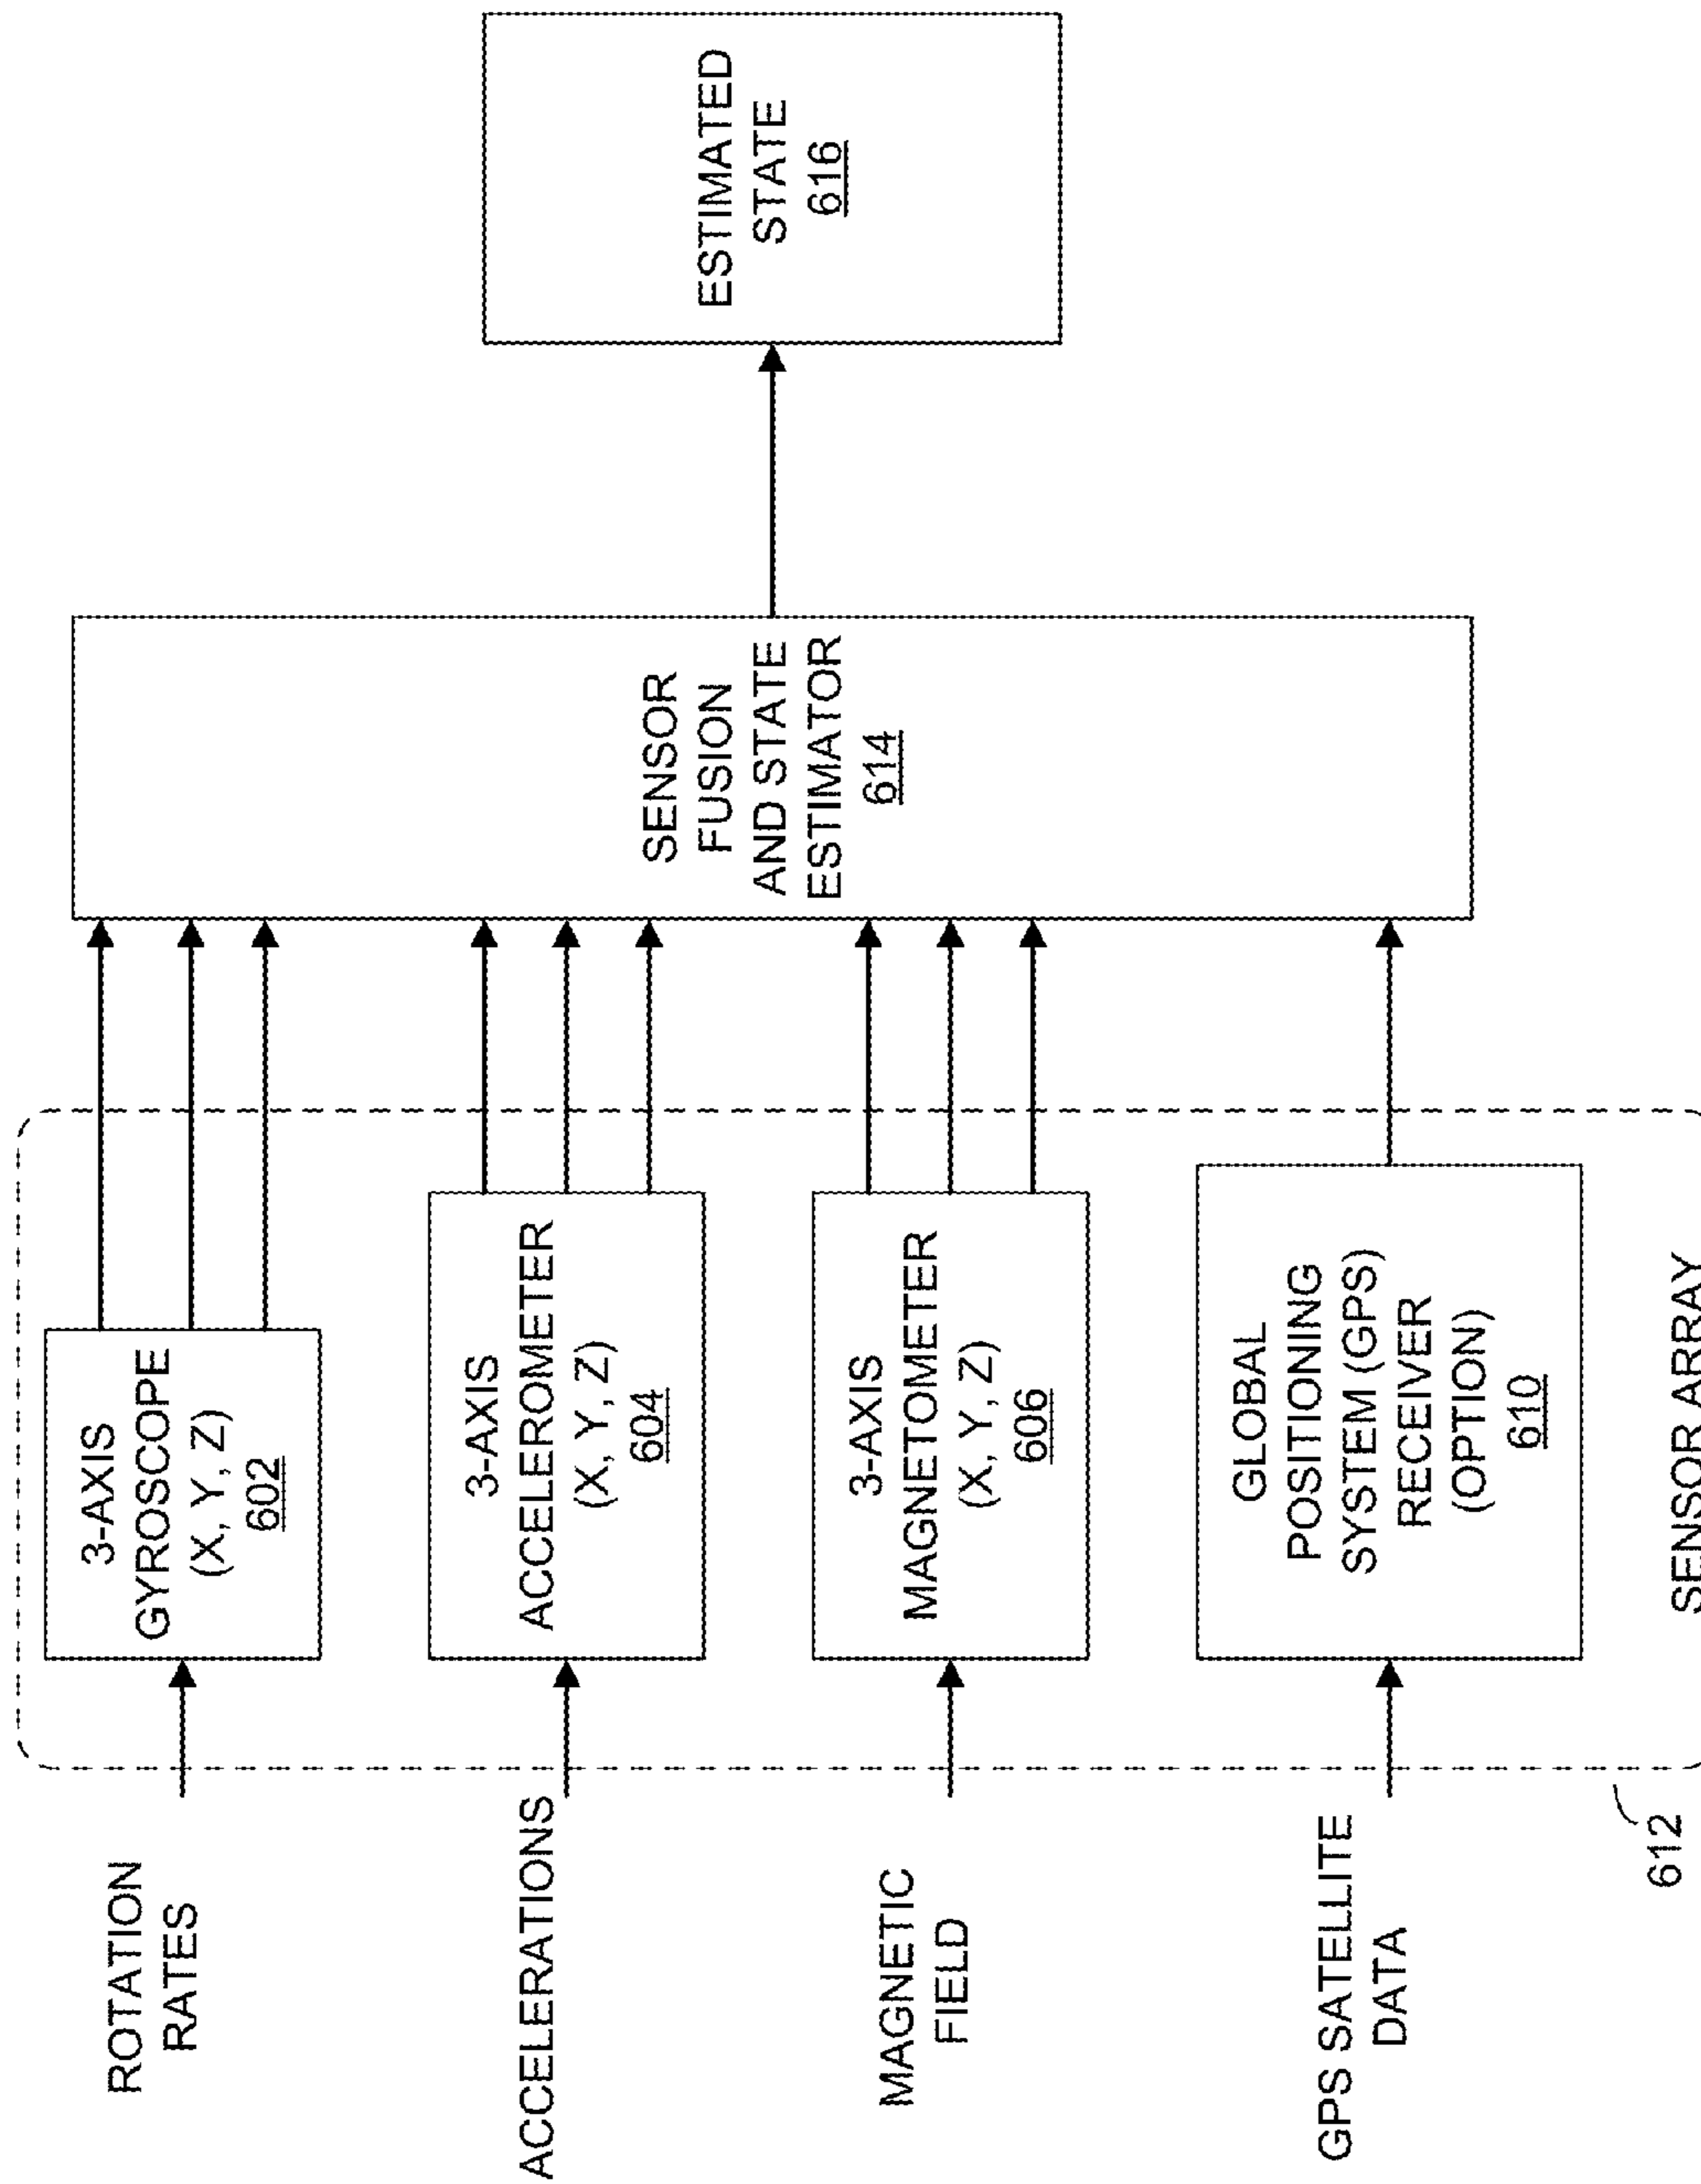 ROTATION
RATES
3-AXIS
GYROSCOPE
(X, Y, Z)
602
ACCELERATIONS
3-AXIS
ACCELEROMETER
(X, Y, Z)
604
MAGNETIC
FIELD
3-AXIS
MAGNETOMETER
(X, Y, Z)
606
GPS SATELLITE
DATA
GLOBAL
POSITIONING
SYSTEM (GPS)
RECEIVER
(OPTION)
610
612
SENSOR ARRAY
SENSOR
FUSION
AND STATE
ESTIMATOR
614
ESTIMATED
STATE
616